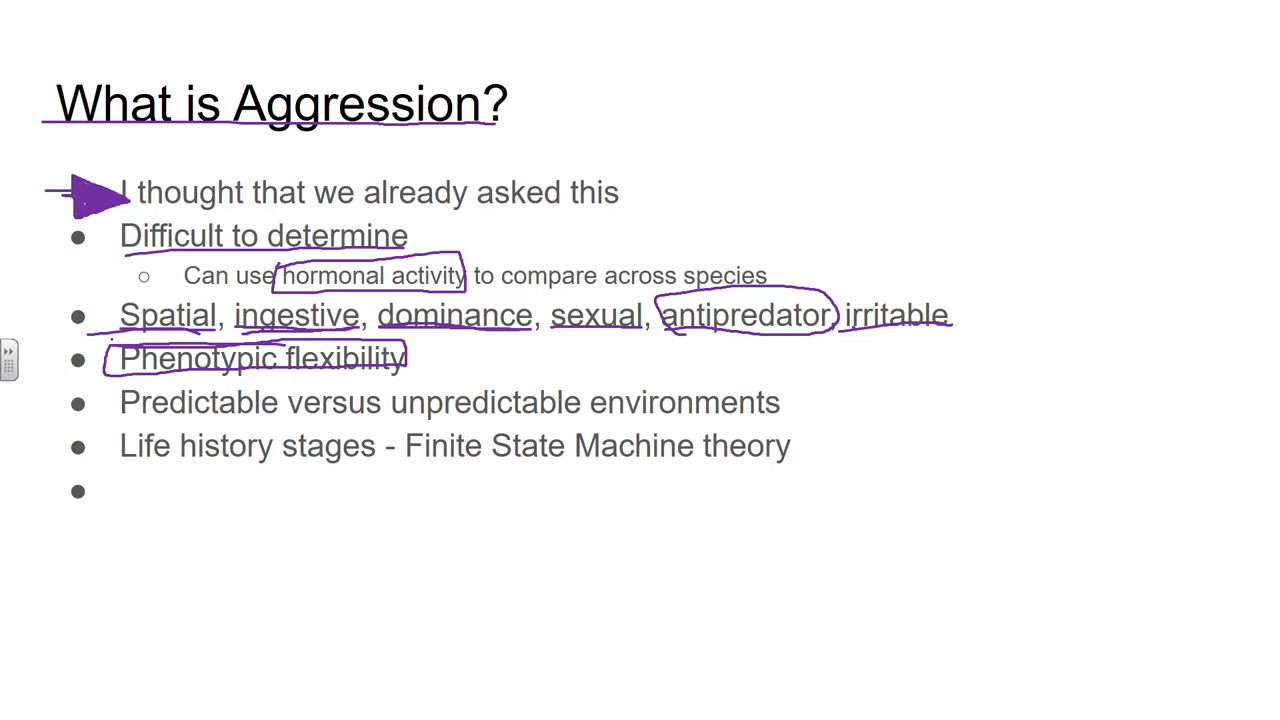 What is Aggression?
I thought that we already asked this
● Difficult to determine
○ Can use hormonal activity to compare across species
● Spatial, ingestive, dominance, sexual, antipredator, irritable
● Phenotypic flexibility
● Predictable versus unpredictable environments
● Life history stages - Finite State Machine theory
●